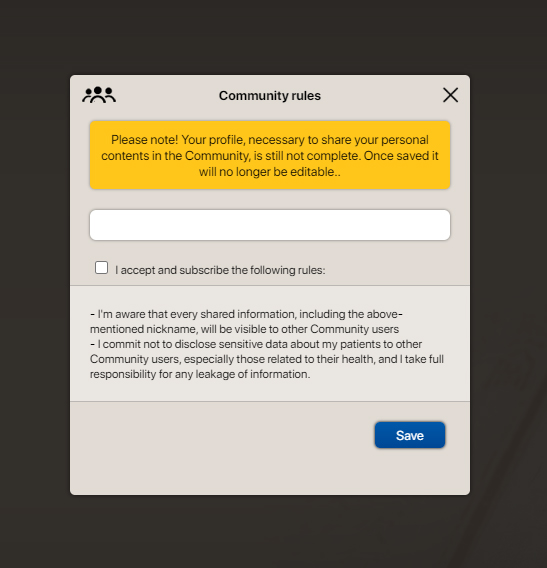 Community rules
Please note! Your profile, necessary to share your personal
contents in the Community, is still not complete. Once saved it
will no longer be editable..
I accept and subscribe the following rules:
- I'm aware that every shared information, including the above-
mentioned nickname, will be visible to other Community users
- I commit not to disclose sensitive data about my patients to other
Community users, especially those related to their health, and I take full
responsibility for any leakage of information.
Save